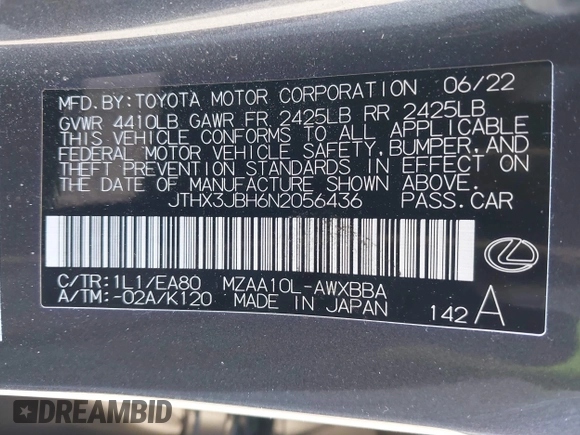 MFD.BY:TOYOTA MOTOR CORPORATION 06/22
GVWR 4410LB GAWR FR 2425LB RR 2425LB
THIS VEHICLE CONFORMS TO ALL APPLICABLE
FEDERAL MOTOR VEHICLE SAFETY,BUMPER,AND
THEFT PREVENTION STANDARDS IN EFFECT ON
THE DATE OF MANUFACTURE SHOWN ABOVE.
JTHX3JBH6N2056436 PASS.CAR
C/TR:1L1/EA80 MZAA10L-AWXBBA
A/TM:-02A/K120 MADE IN JAPAN
142 A
DREAMBID